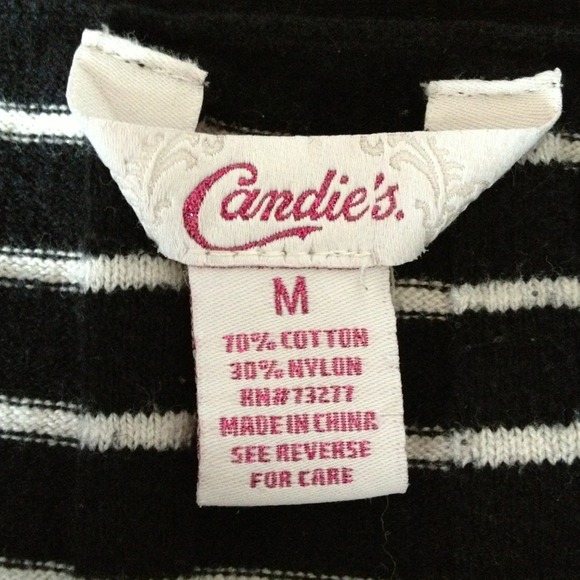 Candie's.
M
70% COTTON
30% NYLON
RN#73277
MADE IN CHINA
SEE REVERSE
FOR CARE